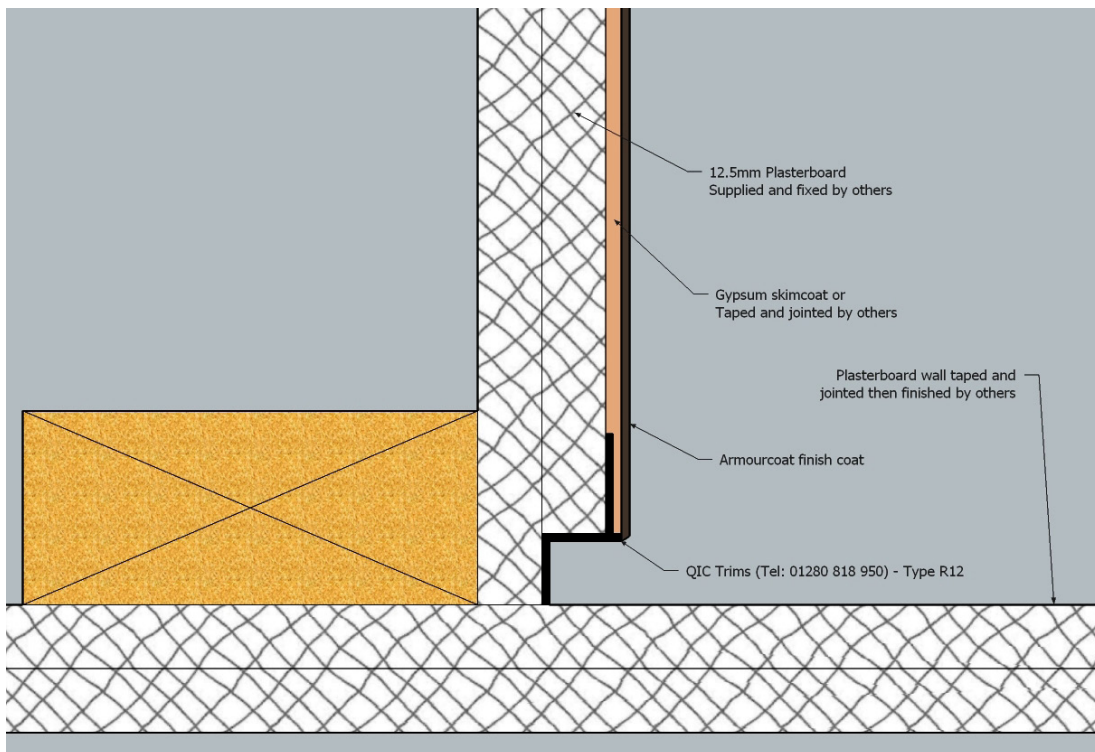 12.5mm Plasterboard
Supplied and fixed by others
Gypsum skimcoat or
Taped and jointed by others
Plasterboard wall taped and
jointed then finished by others
Armourcoat finish coat
QIC Trims (Tel: 01280 818 950) - Type R12